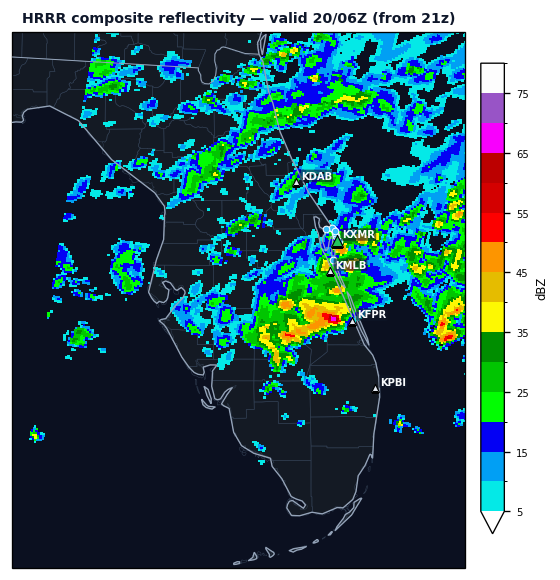 HRRR composite reflectivity — valid 20/06Z (from 21z)
KDAB
KXMR
KMLB
KFPR
KPBI
75
65
55
45
35
25
15
5
dBZ